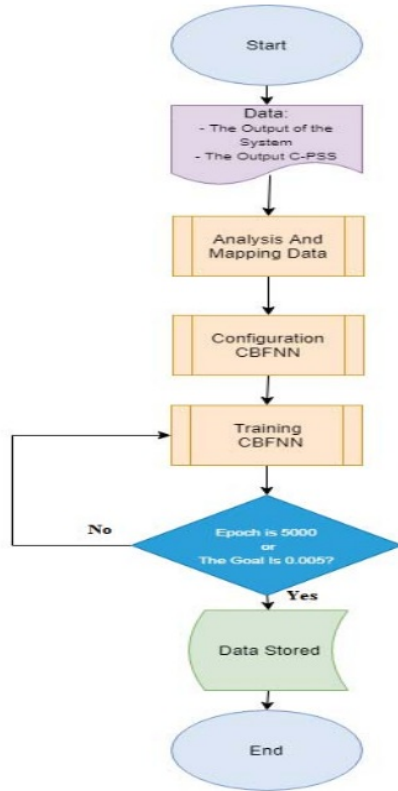 Start
Data:
- The Output of the
System
- The Output C-PSS
Analysis And
Mapping Data
Configuration
CBFNN
Training
CBFNN
No
Epoch is 5000
or
The Goal Is 0.005?
Yes
Data Stored
End